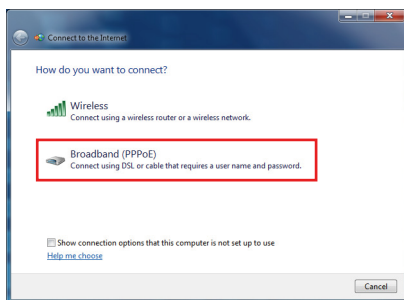 Connect to the Internet
How do you want to connect?
Wireless
Connect using a wireless router or a wireless network.
Broadband (PPPoE)
Connect using DSL or cable that requires a user name and password.
Show connection options that this computer is not set up to use
Help me choose
Cancel